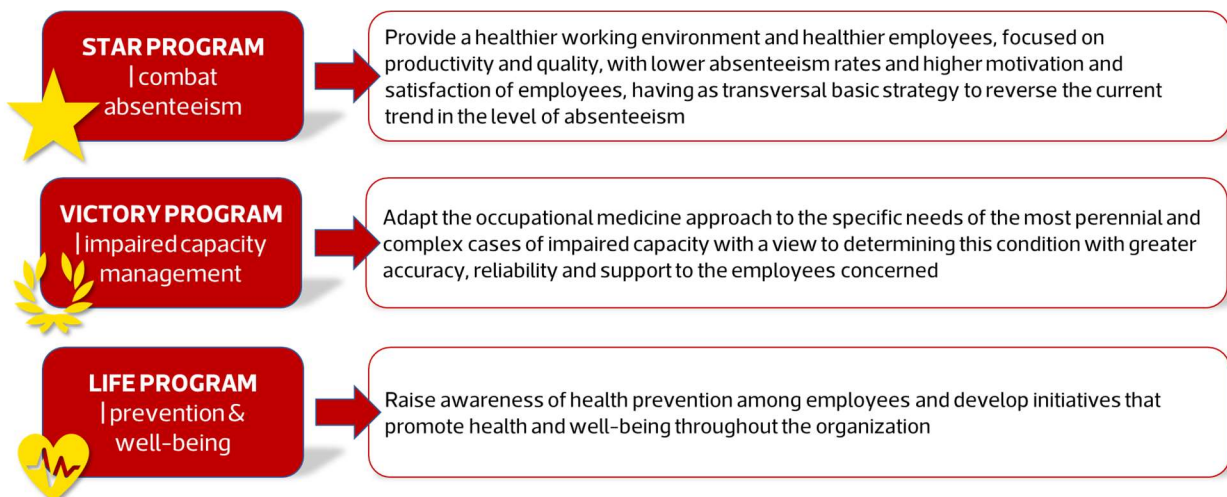 STAR PROGRAM
| combat
absenteeism
Provide a healthier working environment and healthier employees, focused on
productivity and quality, with lower absenteeism rates and higher motivation and
satisfaction of employees, having as transversal basic strategy to reverse the current
trend in the level of absenteeism
VICTORY PROGRAM
| impaired capacity
management
Adapt the occupational medicine approach to the specific needs of the most perennial and
complex cases of impaired capacity with a view to determining this condition with greater
accuracy, reliability and support to the employees concerned
LIFE PROGRAM
| prevention &
well-being
Raise awareness of health prevention among employees and develop initiatives that
promote health and well-being throughout the organization